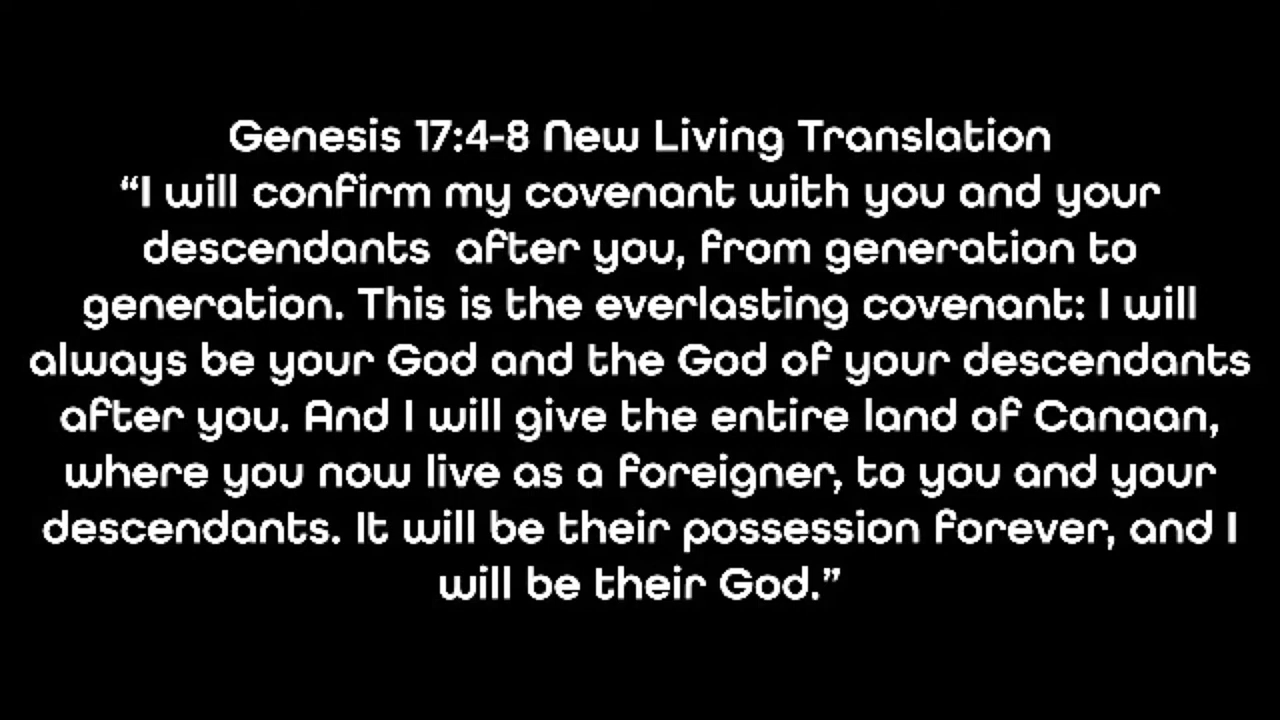 Genesis 17:4-8 New Living Translation
“I will confirm my covenant with you and your
descendants  after you, from generation to
generation. This is the everlasting covenant: I will
always be your God and the God of your descendants
after you. And I will give the entire land of Canaan,
where you now live as a foreigner, to you and your
descendants. It will be their possession forever, and I
will be their God.”